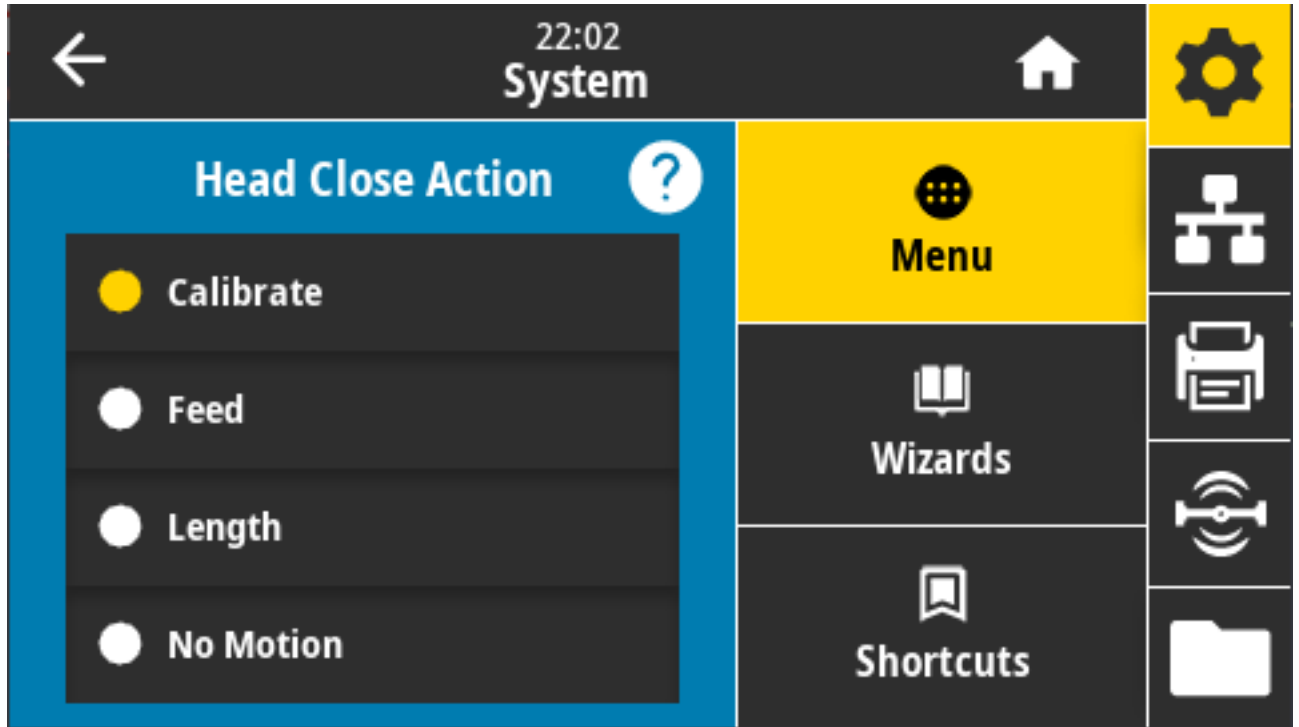 22:02
System
Head Close Action ?
Calibrate
Feed
Length
No Motion
Menu
Wizards
Shortcuts